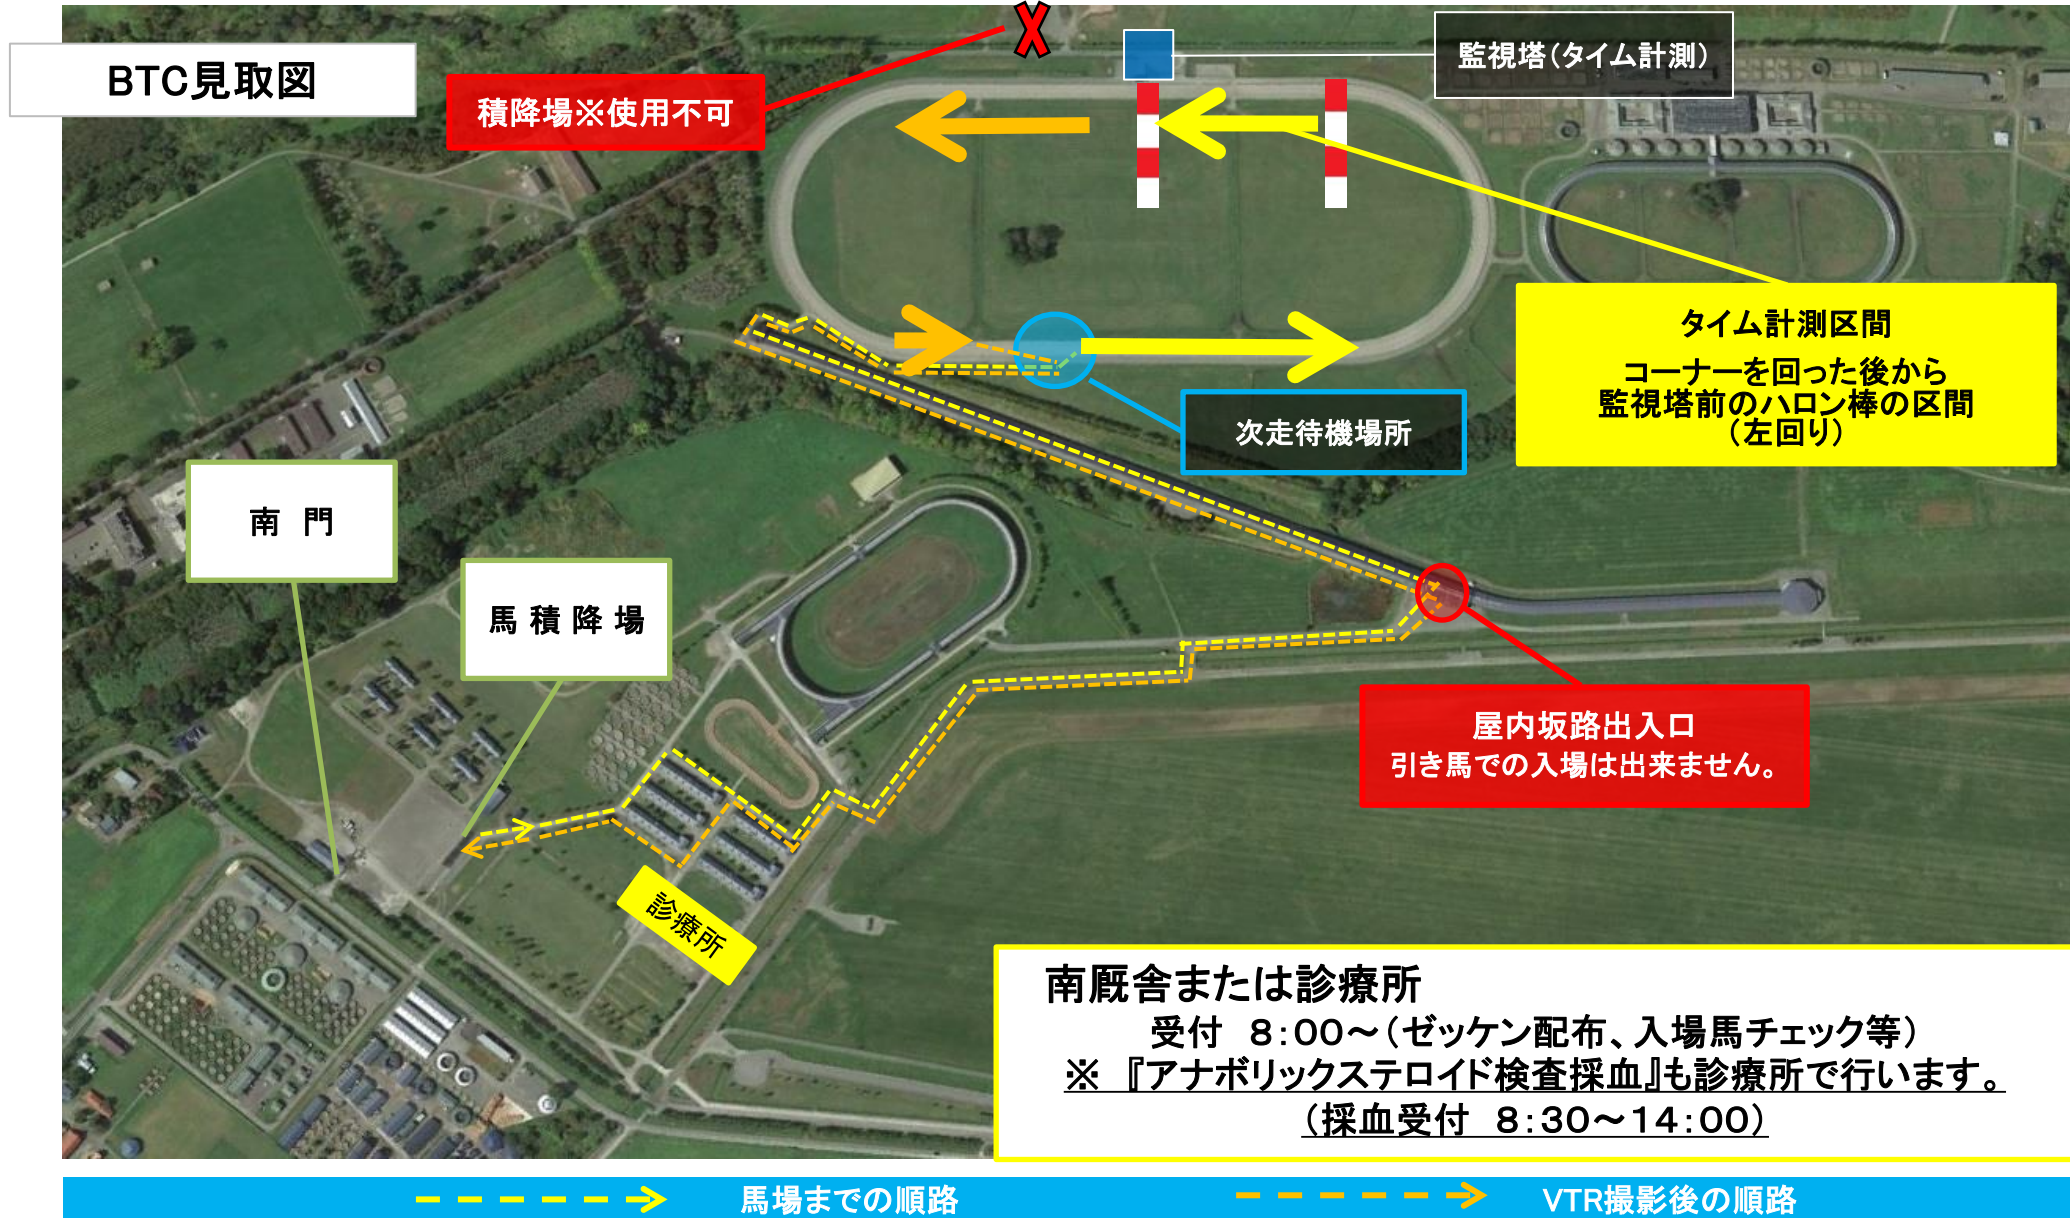 BTC見取図
積降場※使用不可
監視塔（タイム計測）
タイム計測区間
コーナーを回った後から
監視塔前のハロン棒の区間
（左回り）
次走待機場所
南　門
馬 積 降 場
屋内坂路出入口
引き馬での入場は出来ません。
診療所
南厩舎または診療所
受付　８：００～（ゼッケン配布、入場馬チェック等）
※　『アナボリックステロイド検査採血』も診療所で行います。
（採血受付　８：３０～１４：００）
馬場までの順路
VTR撮影後の順路